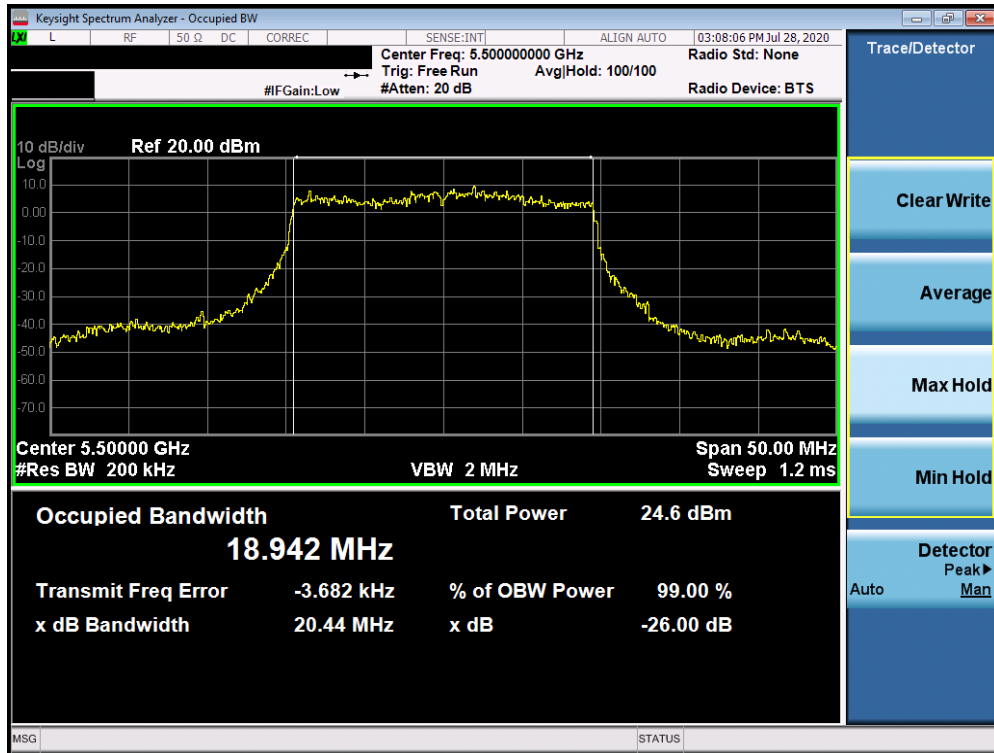 Keysight Spectrum Analyzer - Occupied BW
LXI L RF 50 Ω DC CORREC SENSE:INT ALIGN AUTO 03:08:06 PM Jul 28, 2020
Center Freq: 5.500000000 GHz Radio Std: None
Trig: Free Run Avg|Hold: 100/100
#IFGain:Low #Atten: 20 dB Radio Device: BTS
Trace/Detector
10 dB/div Ref 20.00 dBm
Log
10.0
0.00
-10.0
-20.0
-30.0
-40.0
-50.0
-60.0
-70.0
Center 5.50000 GHz Span 50.00 MHz
#Res BW 200 kHz VBW 2 MHz Sweep 1.2 ms
Occupied Bandwidth Total Power 24.6 dBm
18.942 MHz
Transmit Freq Error -3.682 kHz % of OBW Power 99.00 %
x dB Bandwidth 20.44 MHz x dB -26.00 dB
Clear Write
Average
Max Hold
Min Hold
Detector
Peak▶
Auto Man
MSG STATUS